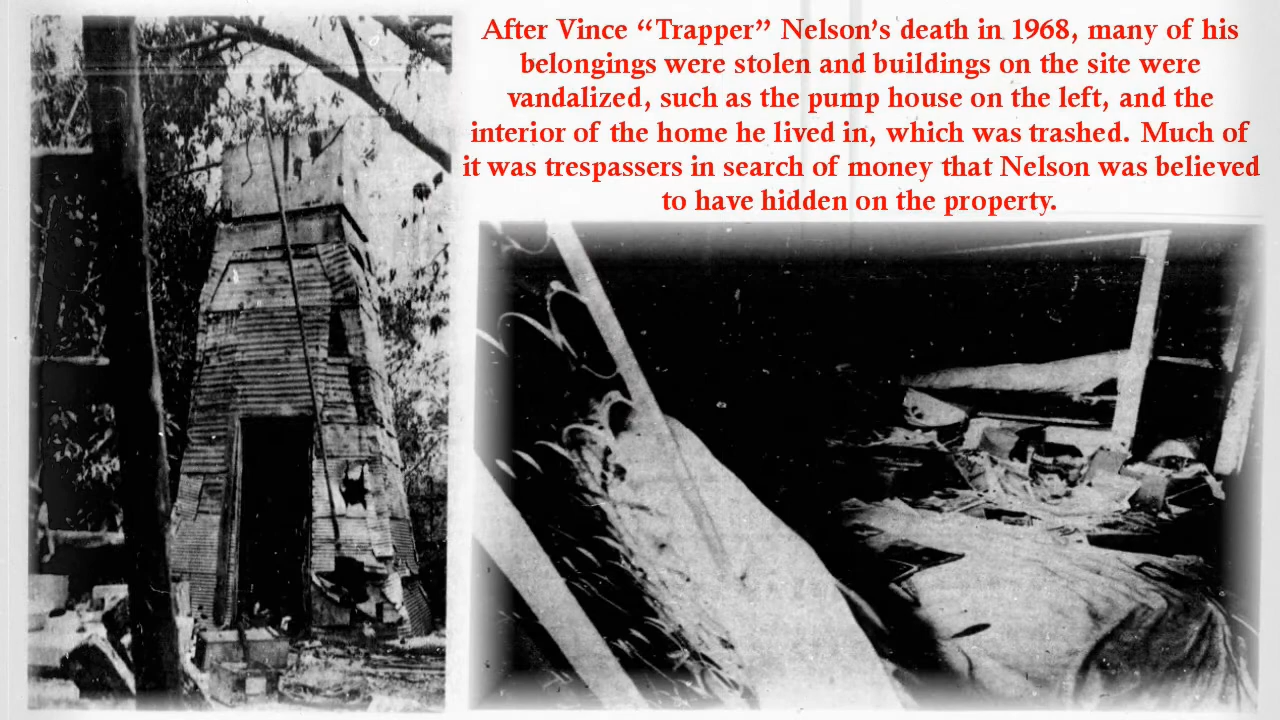 After Vince “Trapper” Nelson’s death in 1968, many of his
belongings were stolen and buildings on the site were
vandalized, such as the pump house on the left, and the
interior of the home he lived in, which was trashed. Much of
it was trespassers in search of money that Nelson was believed
to have hidden on the property.